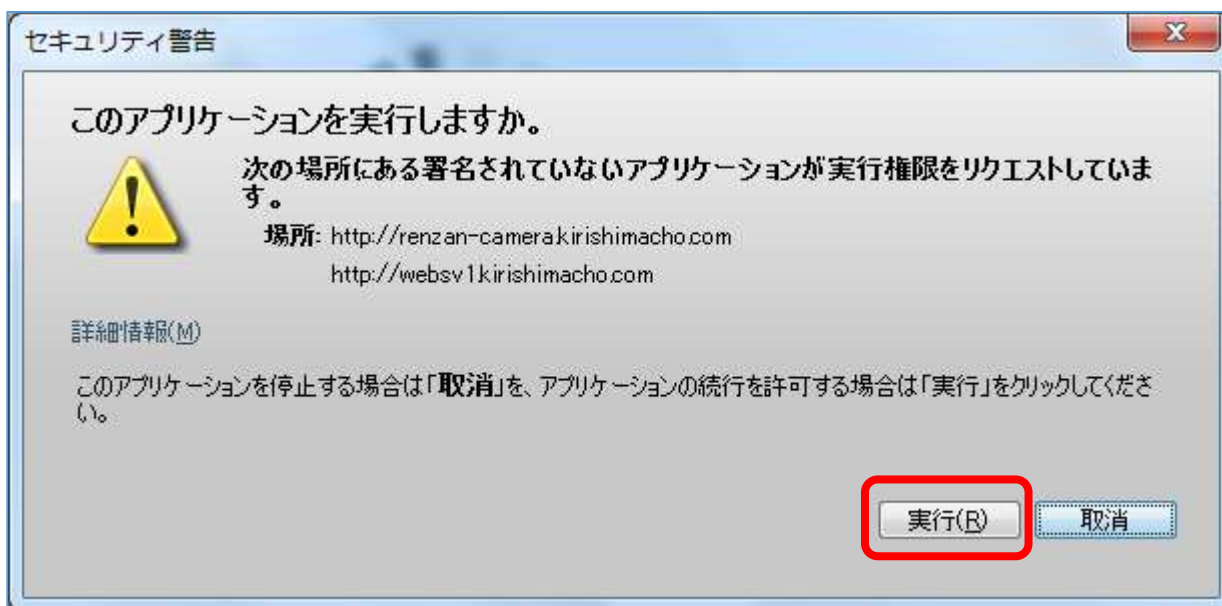 セキュリティ警告
このアプリケーションを実行しますか。
次の場所にある署名されていないアプリケーションが実行権限をリクエストしていま
す。
場所: http://renzan-camera.kirishimacho.com
http://websv1.kirishimacho.com
詳細情報(M)
このアプリケーションを停止する場合は「取消」を、アプリケーションの続行を許可する場合は「実行」をクリックしてくださ
い。
実行(R) 取消